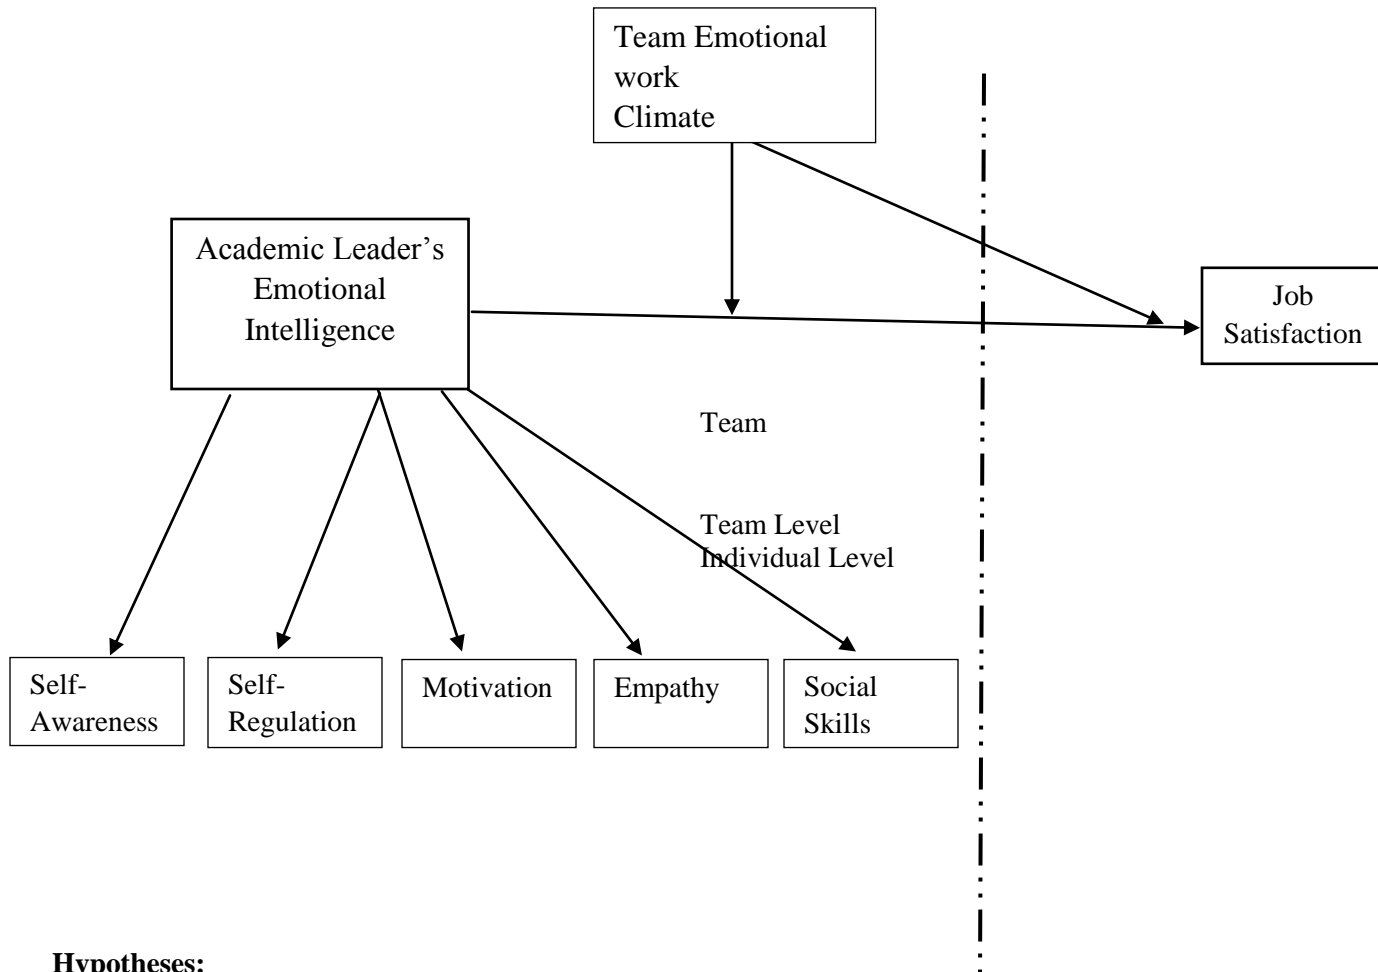 Team Emotional
work
Climate
Academic Leader’s
Emotional
Intelligence
Job
Satisfaction
Team
Team Level
Individual Level
Self-
Awareness
Self-
Regulation
Motivation
Empathy
Social
Skills
Hypotheses: